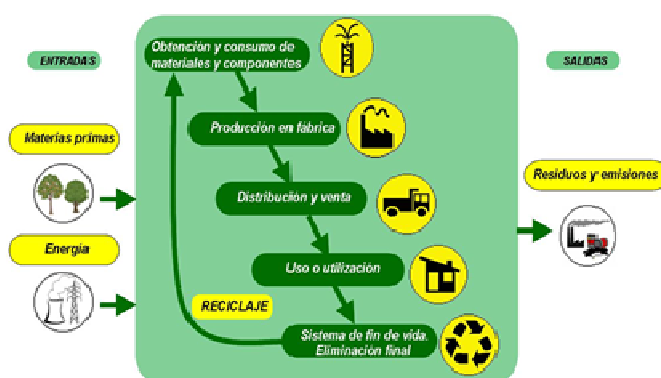 ENTRADAS
Obtención y consumo de
materiales y componentes
SALIDAS
Materias primas
Producción en fábrica
Distribución y venta
Residuos y emisiones
Energía
Uso o utilización
RECICLAJE
Sistema de fin de vida.
Eliminación final